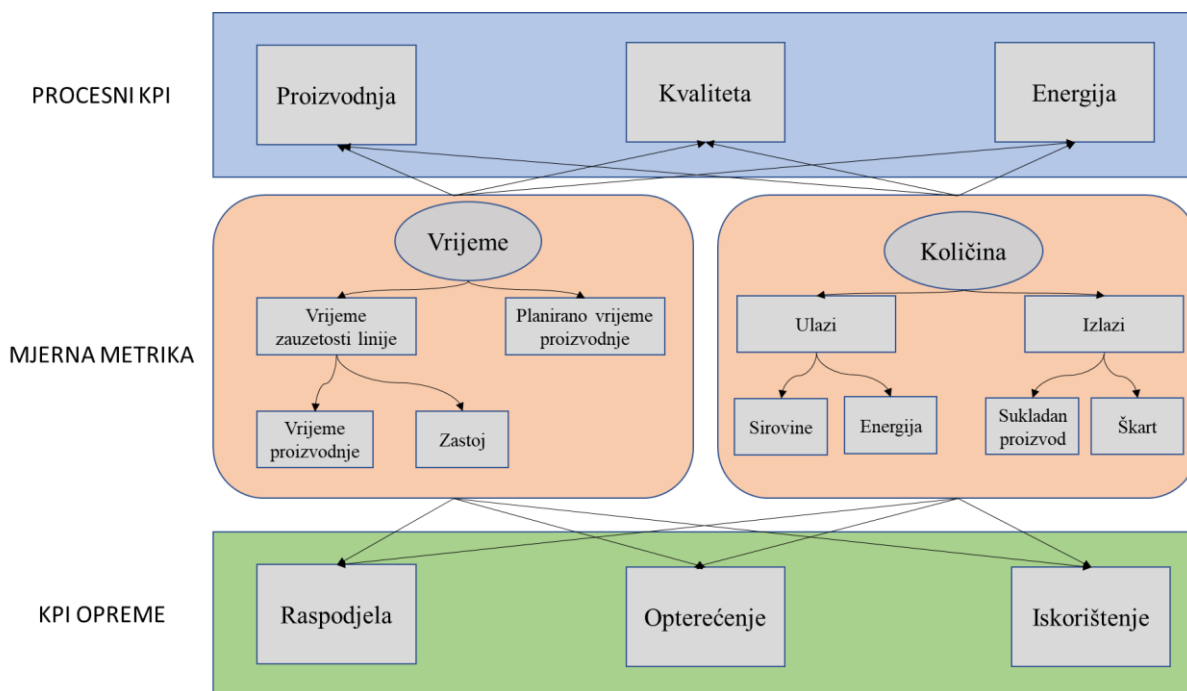 PROCESNI KPI
Proizvodnja
Kvaliteta
Energija
MJERNA METRIKA
Vrijeme
Vrijeme
zauzetosti linije
Planirano vrijeme
proizvodnje
Vrijeme
proizvodnje
Zastoj
Količina
Ulazi
Izlazi
Sirovine
Energija
Sukladan
proizvod
Škart
KPI OPREME
Raspodjela
Opterećenje
Iskorištenje